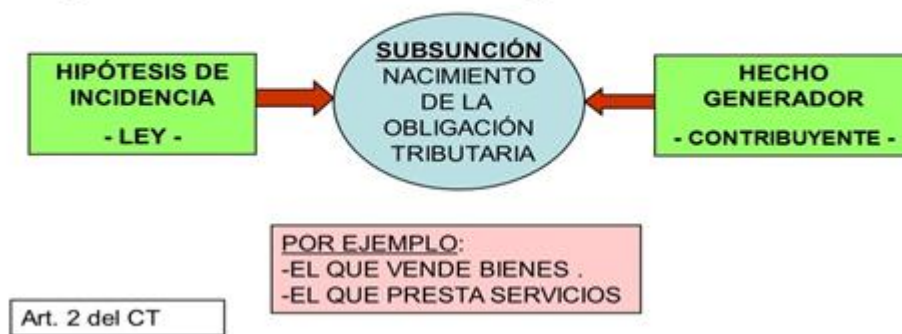 HIPÓTESIS DE
INCIDENCIA
- LEY -
SUBSUNCIÓN
NACIMIENTO
DE LA
OBLIGACIÓN
TRIBUTARIA
HECHO
GENERADOR
- CONTRIBUYENTE -
POR EJEMPLO:
-EL QUE VENDE BIENES .
-EL QUE PRESTA SERVICIOS
Art. 2 del CT